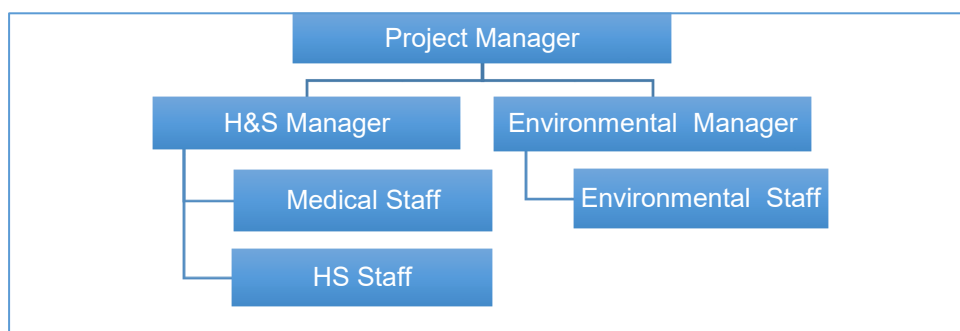 Project Manager
H&S Manager
Environmental Manager
Medical Staff
Environmental Staff
HS Staff